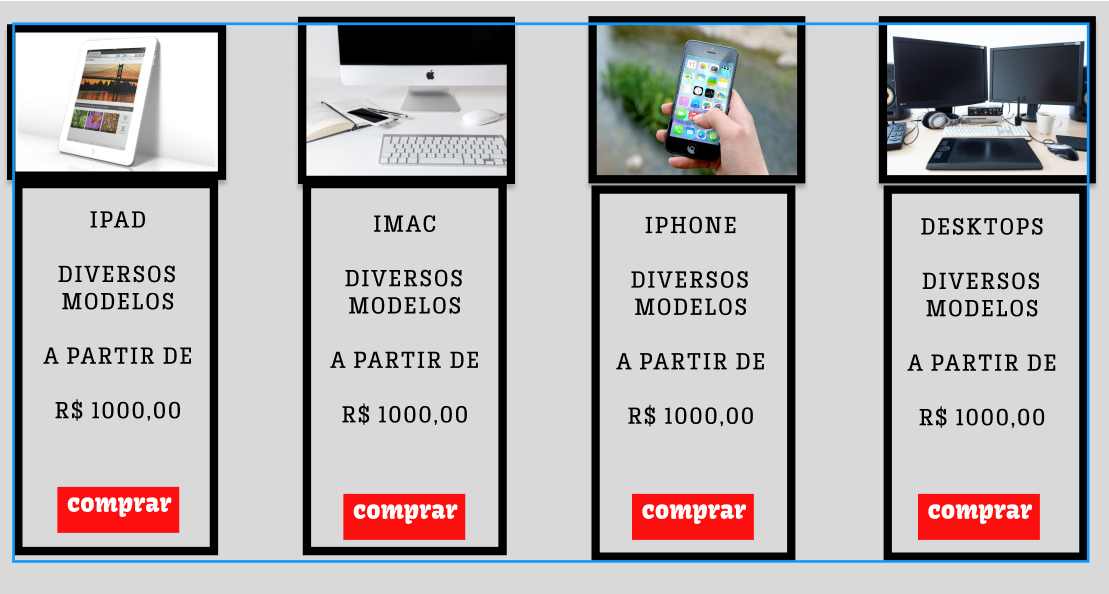 IPAD
DIVERSOS
MODELOS
A PARTIR DE
R$ 1000,00
comprar
IMAC
DIVERSOS
MODELOS
A PARTIR DE
R$ 1000,00
comprar
IPHONE
DIVERSOS
MODELOS
A PARTIR DE
R$ 1000,00
comprar
DESKTOPS
DIVERSOS
MODELOS
A PARTIR DE
R$ 1000,00
comprar